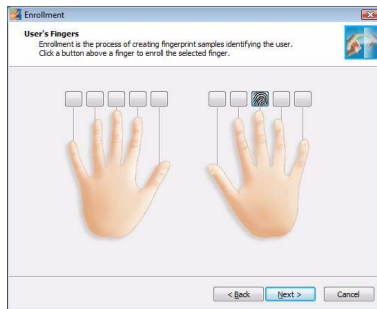 Enrollment
User's Fingers
Enrollment is the process of creating fingerprint samples identifying the user.
Click a button above a finger to enroll the selected finger.
< Back
Next >
Cancel